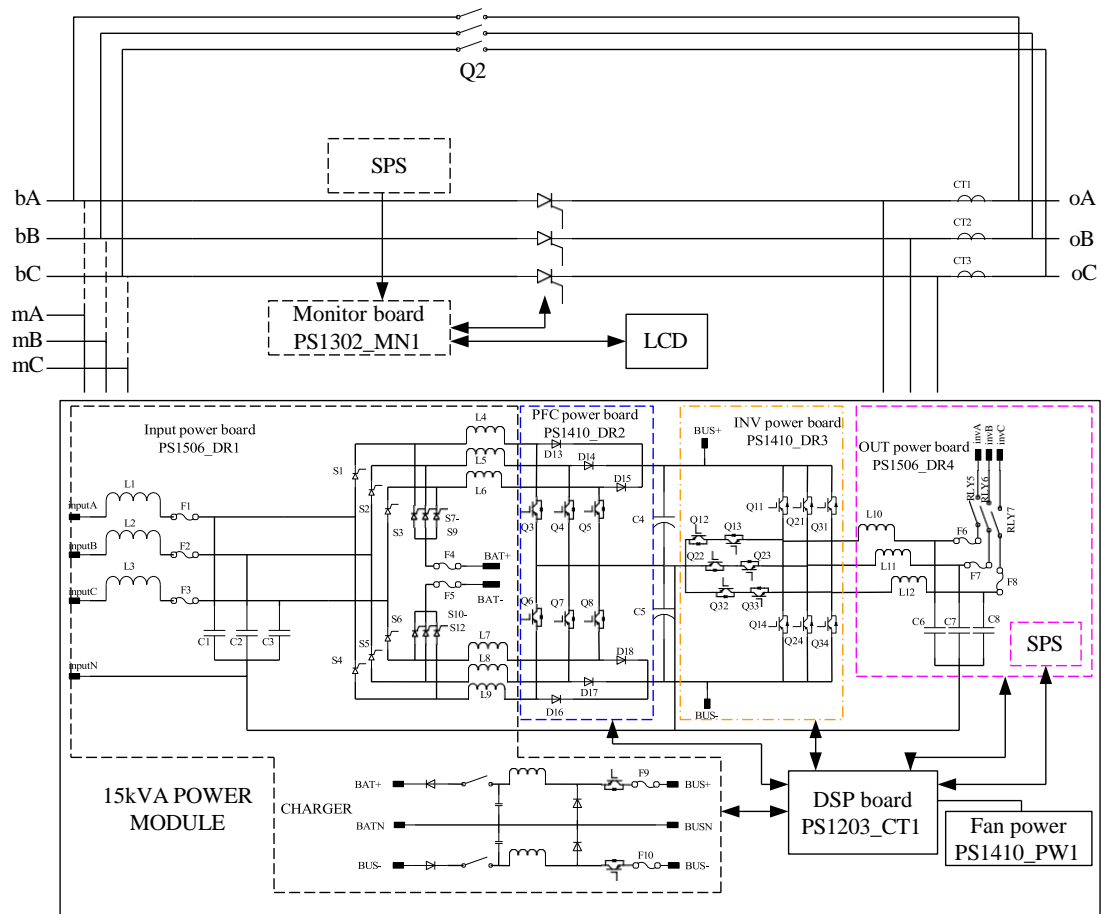 Q2
SPS
bA
CT1
oA
bB
CT2
oB
bC
CT3
oC
mA
mB
mC
Monitor board
PS1302_MN1
LCD
Input power board
PS1506_DR1
L4
L5
L6
PFC power board
PS1410_DR2
D13
D14
D15
BUS+
INV power board
PS1410_DR3
OUT power board
PS1506_DR4
invA
invB
invC
RLY5
RLY6
RLY7
S1
S2
S3
S7-
S9
inputA
L1
F1
inputB
L2
F2
inputC
L3
F3
inputN
C1
C2
C3
F4
BAT+
F5
BAT-
S10-
S12
S4
S5
S6
L7
L8
L9
Q3
Q4
Q5
Q6
Q7
Q8
D18
D17
D16
C4
C5
BUS-
Q11
Q21
Q31
Q12
Q13
Q22
Q23
Q32
Q33
Q14
Q24
Q34
L10
L11
L12
F6
F7
F8
C6
C7
C8
SPS
15kVA POWER
MODULE
CHARGER
BAT+
F9
BUS+
BATN
BUSN
BUS-
F10
BUS-
DSP board
PS1203_CT1
Fan power
PS1410_PW1